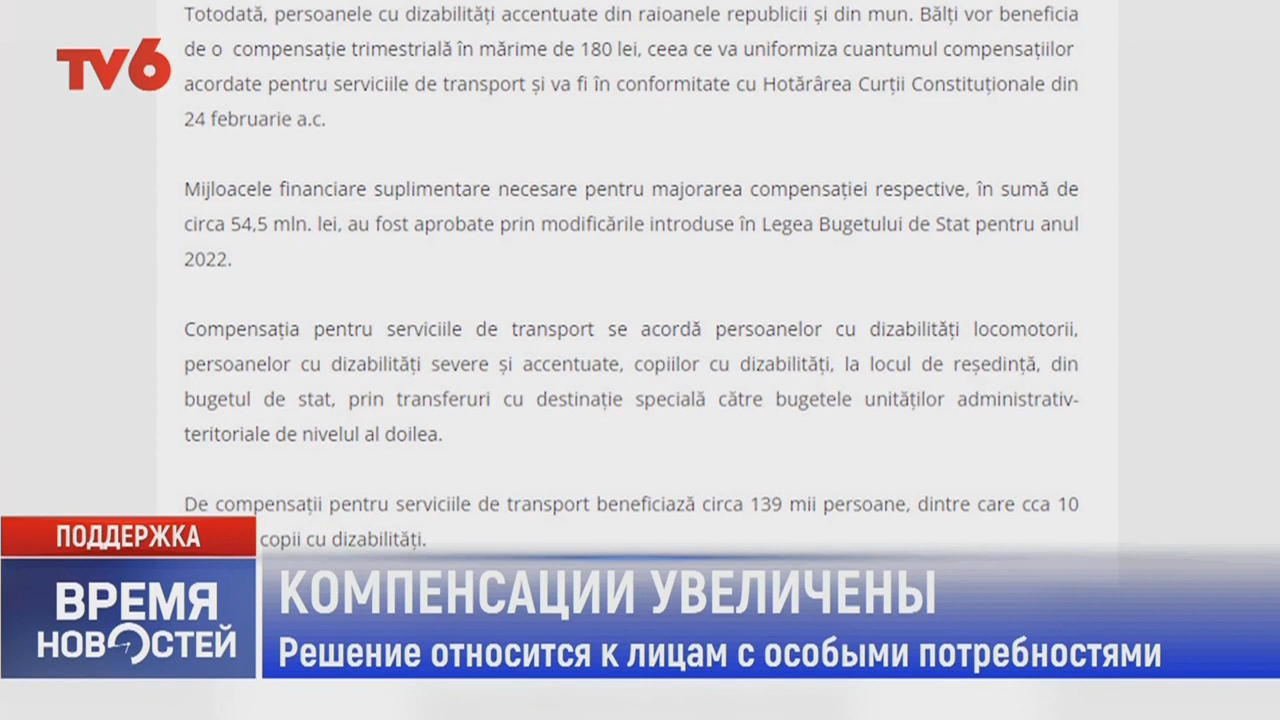 Totodată, persoanele cu dizabilități accentuate din raioanele republicii și din mun. Bălți vor beneficia
de o compensație trimestrială în mărime de 180 lei, ceea ce va uniformiza cuantumul compensațiilor
acordate pentru serviciile de transport și va fi în conformitate cu Hotărârea Curții Constituționale din
24 februarie a.c.
Mijloacele financiare suplimentare necesare pentru majorarea compensației respective, în sumă de
circa 54,5 mln. lei, au fost aprobate prin modificările introduse în Legea Bugetului de Stat pentru anul
2022.
Compensația pentru serviciile de transport se acordă persoanelor cu dizabilități locomotorii,
persoanelor cu dizabilități severe și accentuate, copiilor cu dizabilități, la locul de reședință, din
bugetul de stat, prin transferuri cu destinație specială către bugetele unităților administrativ-
teritoriale de nivelul al doilea.
De compensații pentru serviciile de transport beneficiază circa 139 mii persoane, dintre care cca 10
copii cu dizabilități.
TV6
ПОДДЕРЖКА
ВРЕМЯ
НОВОСТЕЙ
КОМПЕНСАЦИИ УВЕЛИЧЕНЫ
Решение относится к лицам с особыми потребностями